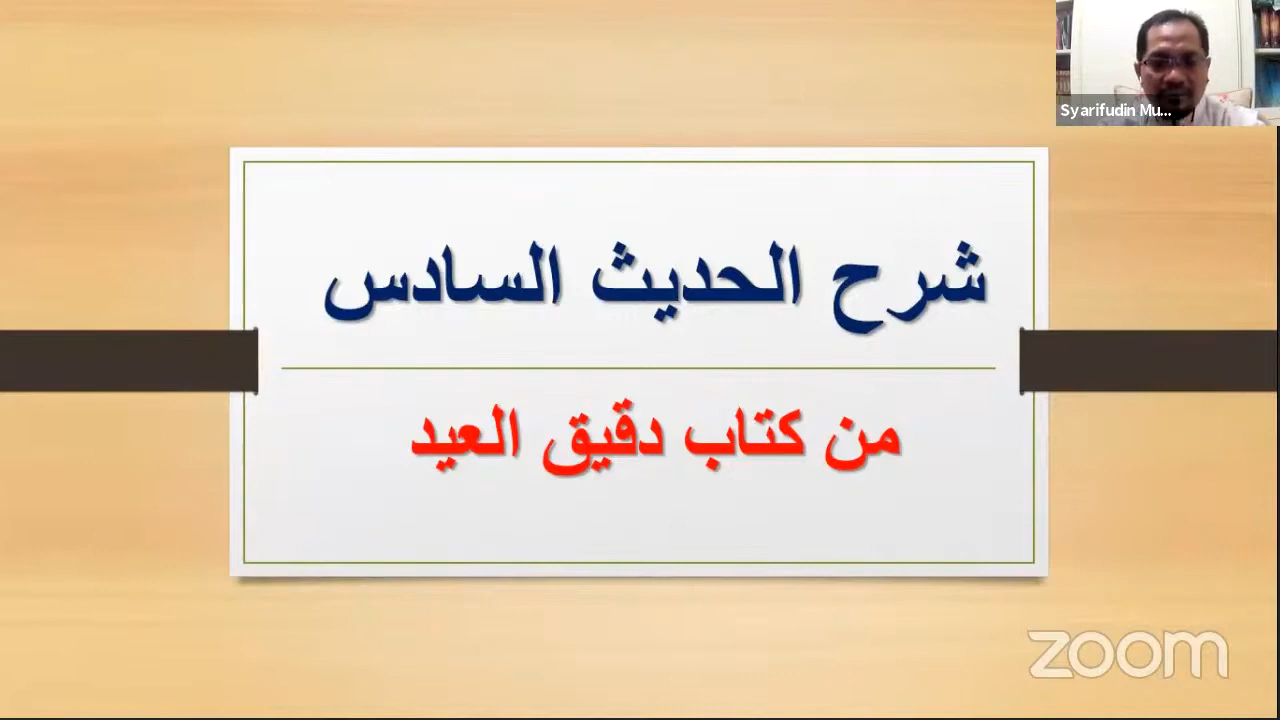 Syarifudin Mu...
شرح الحديث السادس
من كتاب دقيق العيد
zoom